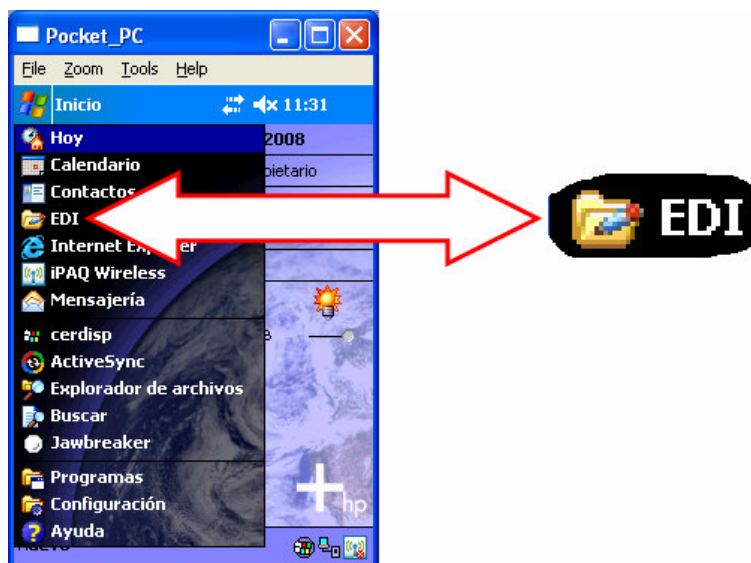 Pocket_PC
File Zoom Tools Help
Inicio 11:31
Hoy 2008
Calendario
Contactos
EDI EDI
Internet
iPAQ Wireless
Mensajería
cerdisp
ActiveSync
Explorador de archivos
Buscar
Jawbreaker
Programas
Configuración
hp
Ayuda